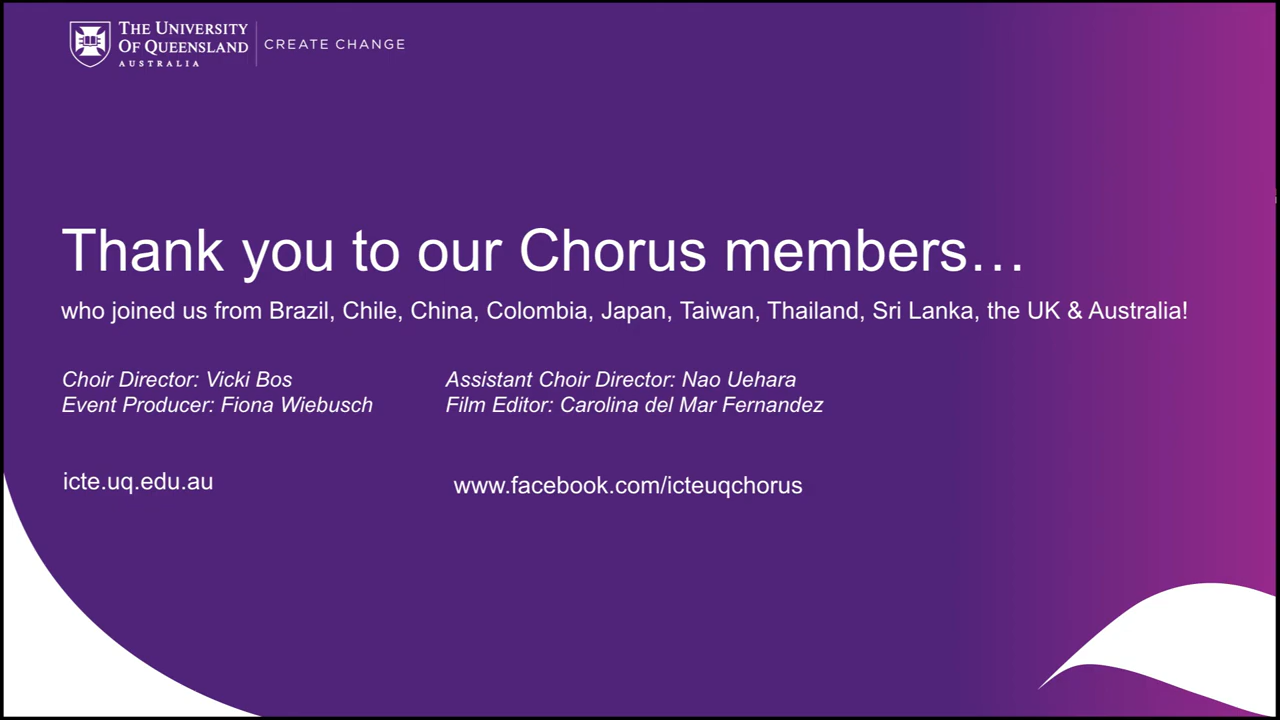 THE UNIVERSITY
OF QUEENSLAND
AUSTRALIA
CREATE CHANGE
Thank you to our Chorus members…
who joined us from Brazil, Chile, China, Colombia, Japan, Taiwan, Thailand, Sri Lanka, the UK & Australia!
Choir Director: Vicki Bos
Event Producer: Fiona Wiebusch
Assistant Choir Director: Nao Uehara
Film Editor: Carolina del Mar Fernandez
icte.uq.edu.au
www.facebook.com/icteuqchorus